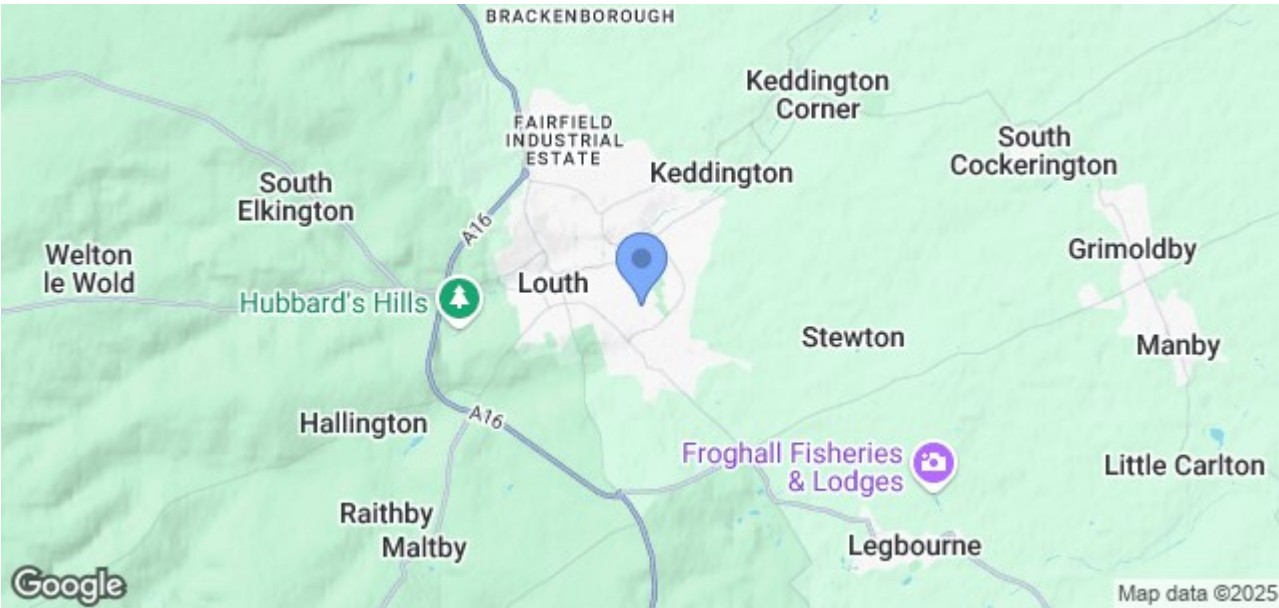 BRACKENBOROUGH
Keddington
Corner
FAIRFIELD
INDUSTRIAL
ESTATE
South
Cockerington
Keddington
South
Elkington
A16
Welton
le Wold
Grimoldby
Louth
Hubbard's Hills
Stewton
Manby
Hallington
A16
Froghall Fisheries
& Lodges
Little Carlton
Raithby
Maltby
Legbourne
Google
Map data ©2025